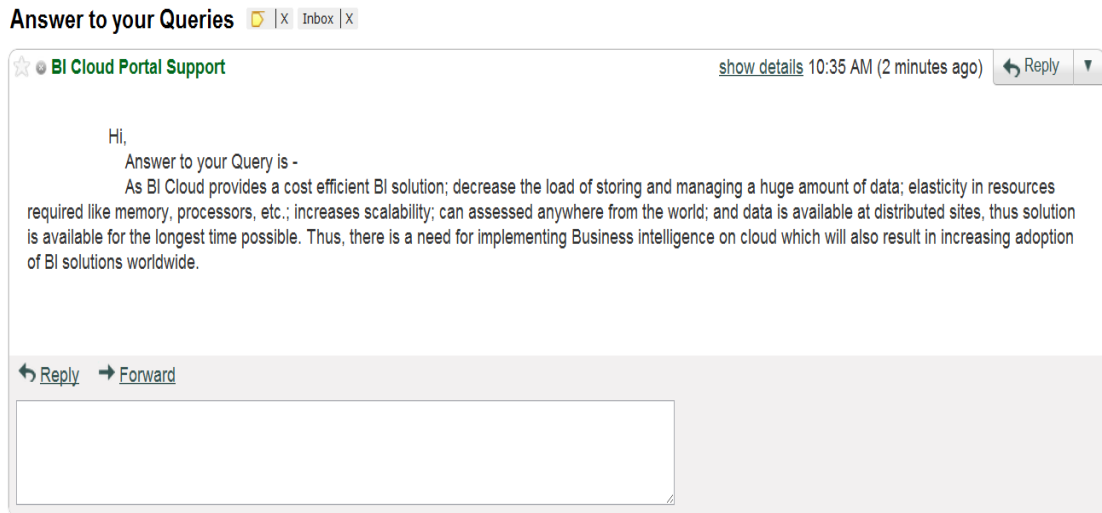 Answer to your Queries X Inbox X
BI Cloud Portal Support show details 10:35 AM (2 minutes ago) Reply
Hi,
Answer to your Query is -
As BI Cloud provides a cost efficient BI solution; decrease the load of storing and managing a huge amount of data; elasticity in resources
required like memory, processors, etc.; increases scalability; can assessed anywhere from the world; and data is available at distributed sites, thus solution
is available for the longest time possible. Thus, there is a need for implementing Business intelligence on cloud which will also result in increasing adoption
of BI solutions worldwide.
Reply Forward